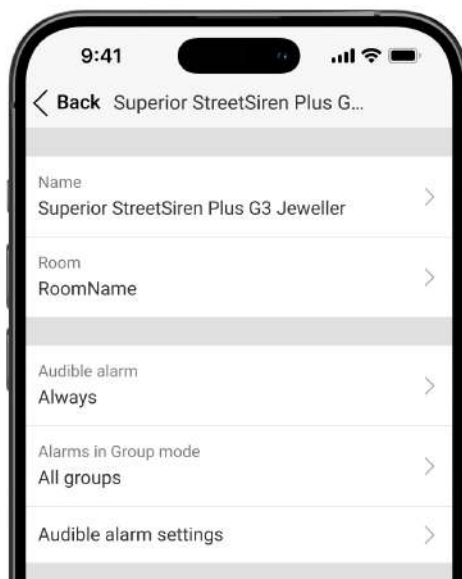 9:41
Back Superior StreetSiren Plus G...
Name
Superior StreetSiren Plus G3 Jeweller
Room
RoomName
Audible alarm
Always
Alarms in Group mode
All groups
Audible alarm settings